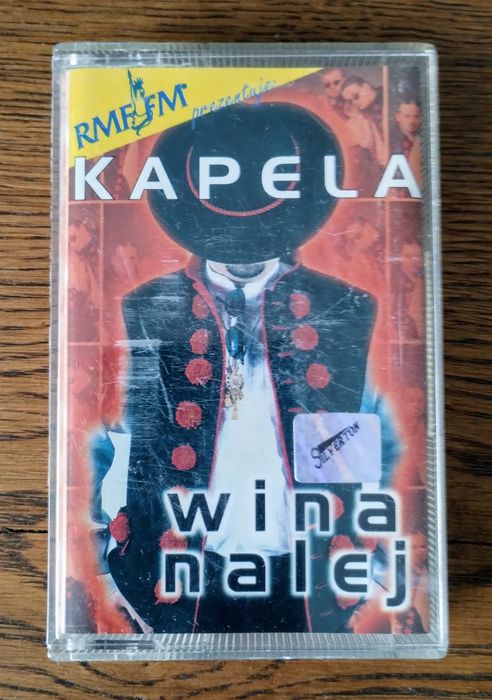 RMF FM
prezentuje:
KAPELA
SILVERTON
wina
nalej